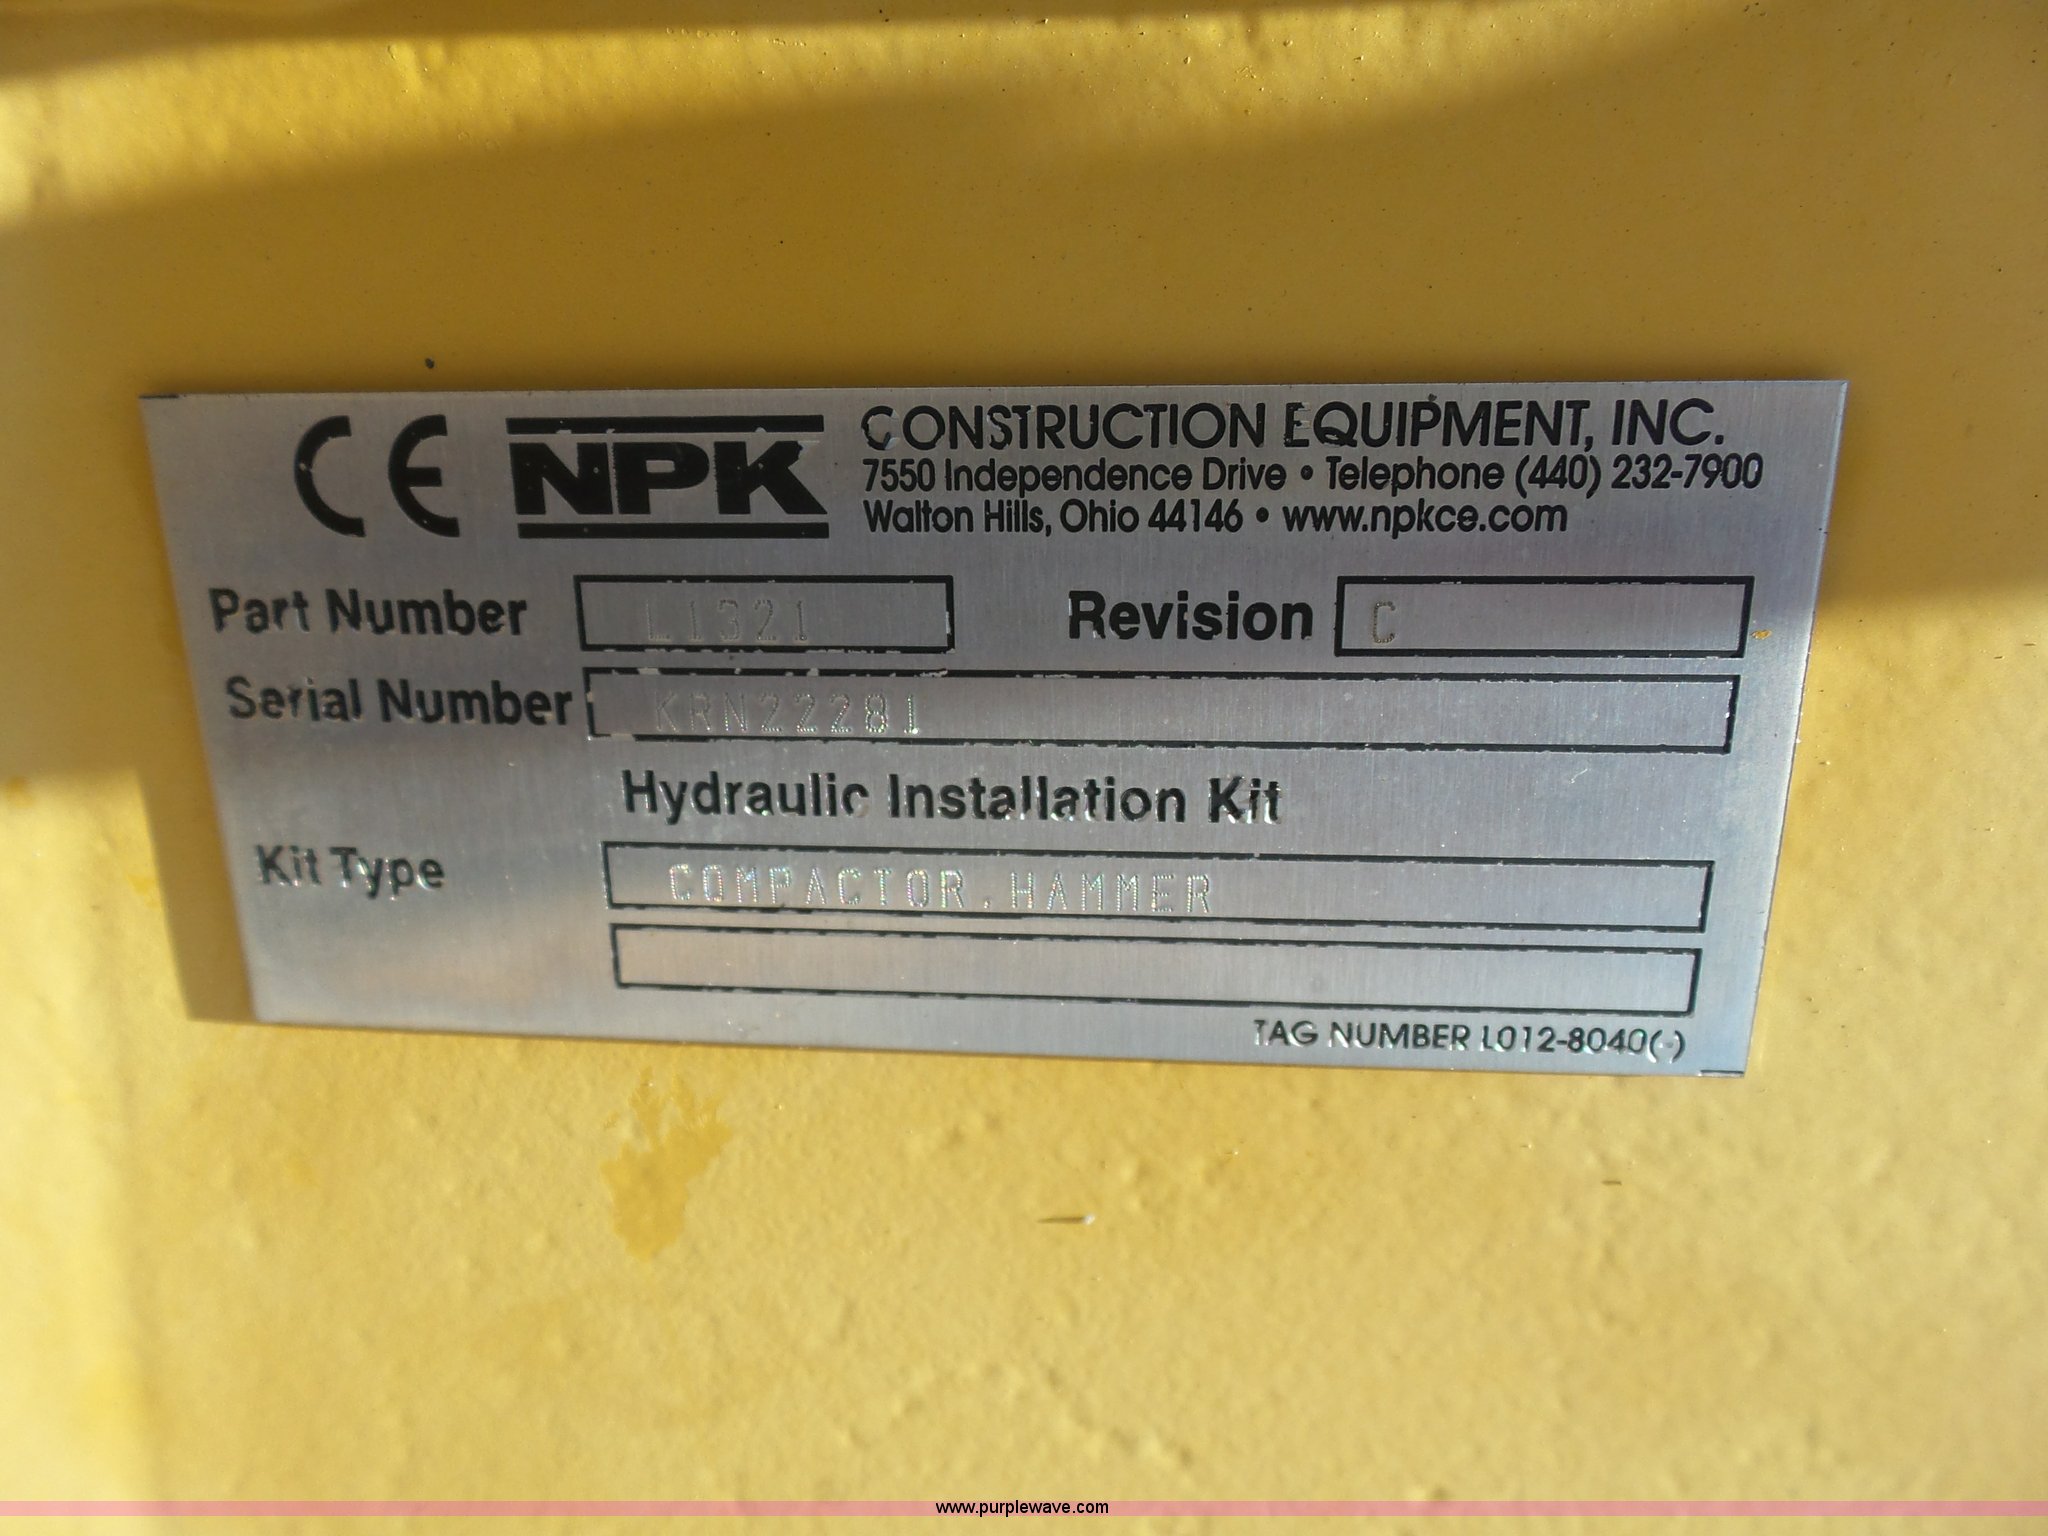 CE NPK CONSTRUCTION EQUIPMENT, INC.
7550 Independence Drive • Telephone (440) 232-7900
Walton Hills, Ohio 44146 • www.npkce.com
Part Number L1321 Revision C
Serial Number KRN22281
Hydraulic Installation Kit
Kit Type COMPACTOR,HAMMER
TAG NUMBER L012-8040(-)
www.purplewave.com